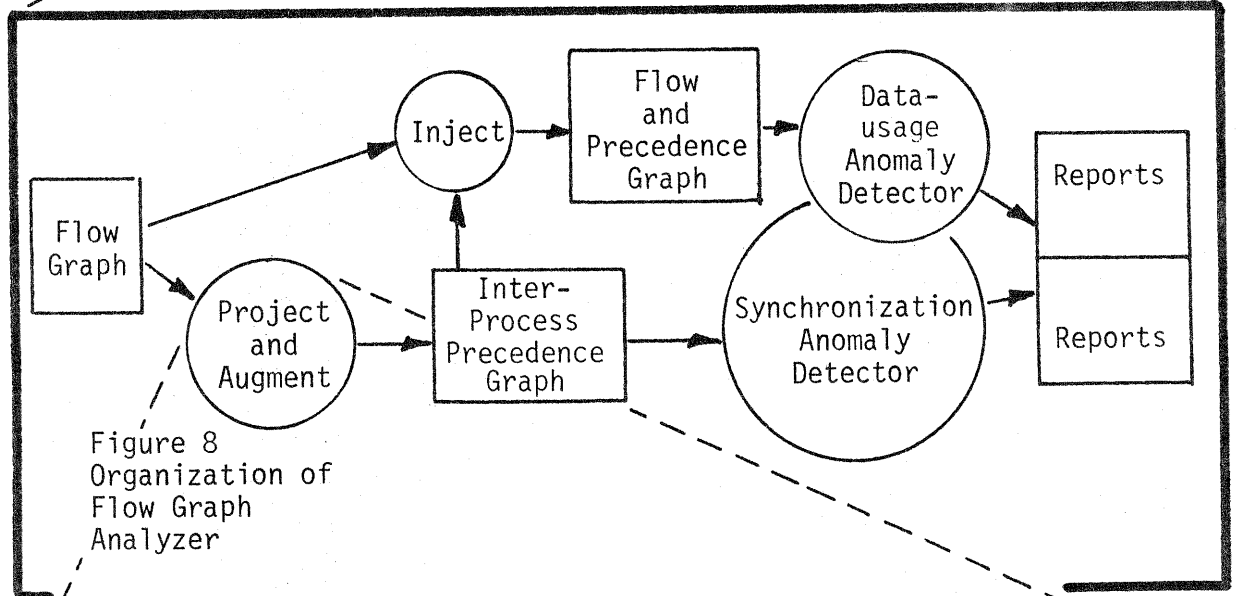 Flow
Graph
Inject
Flow
and
Precedence
Graph
Data-
usage
Anomaly
Detector
Reports
Project
and
Augment
Inter-
Process
Precedence
Graph
Synchronization
Anomaly
Detector
Reports
Figure 8
Organization of
Flow Graph
Analyzer